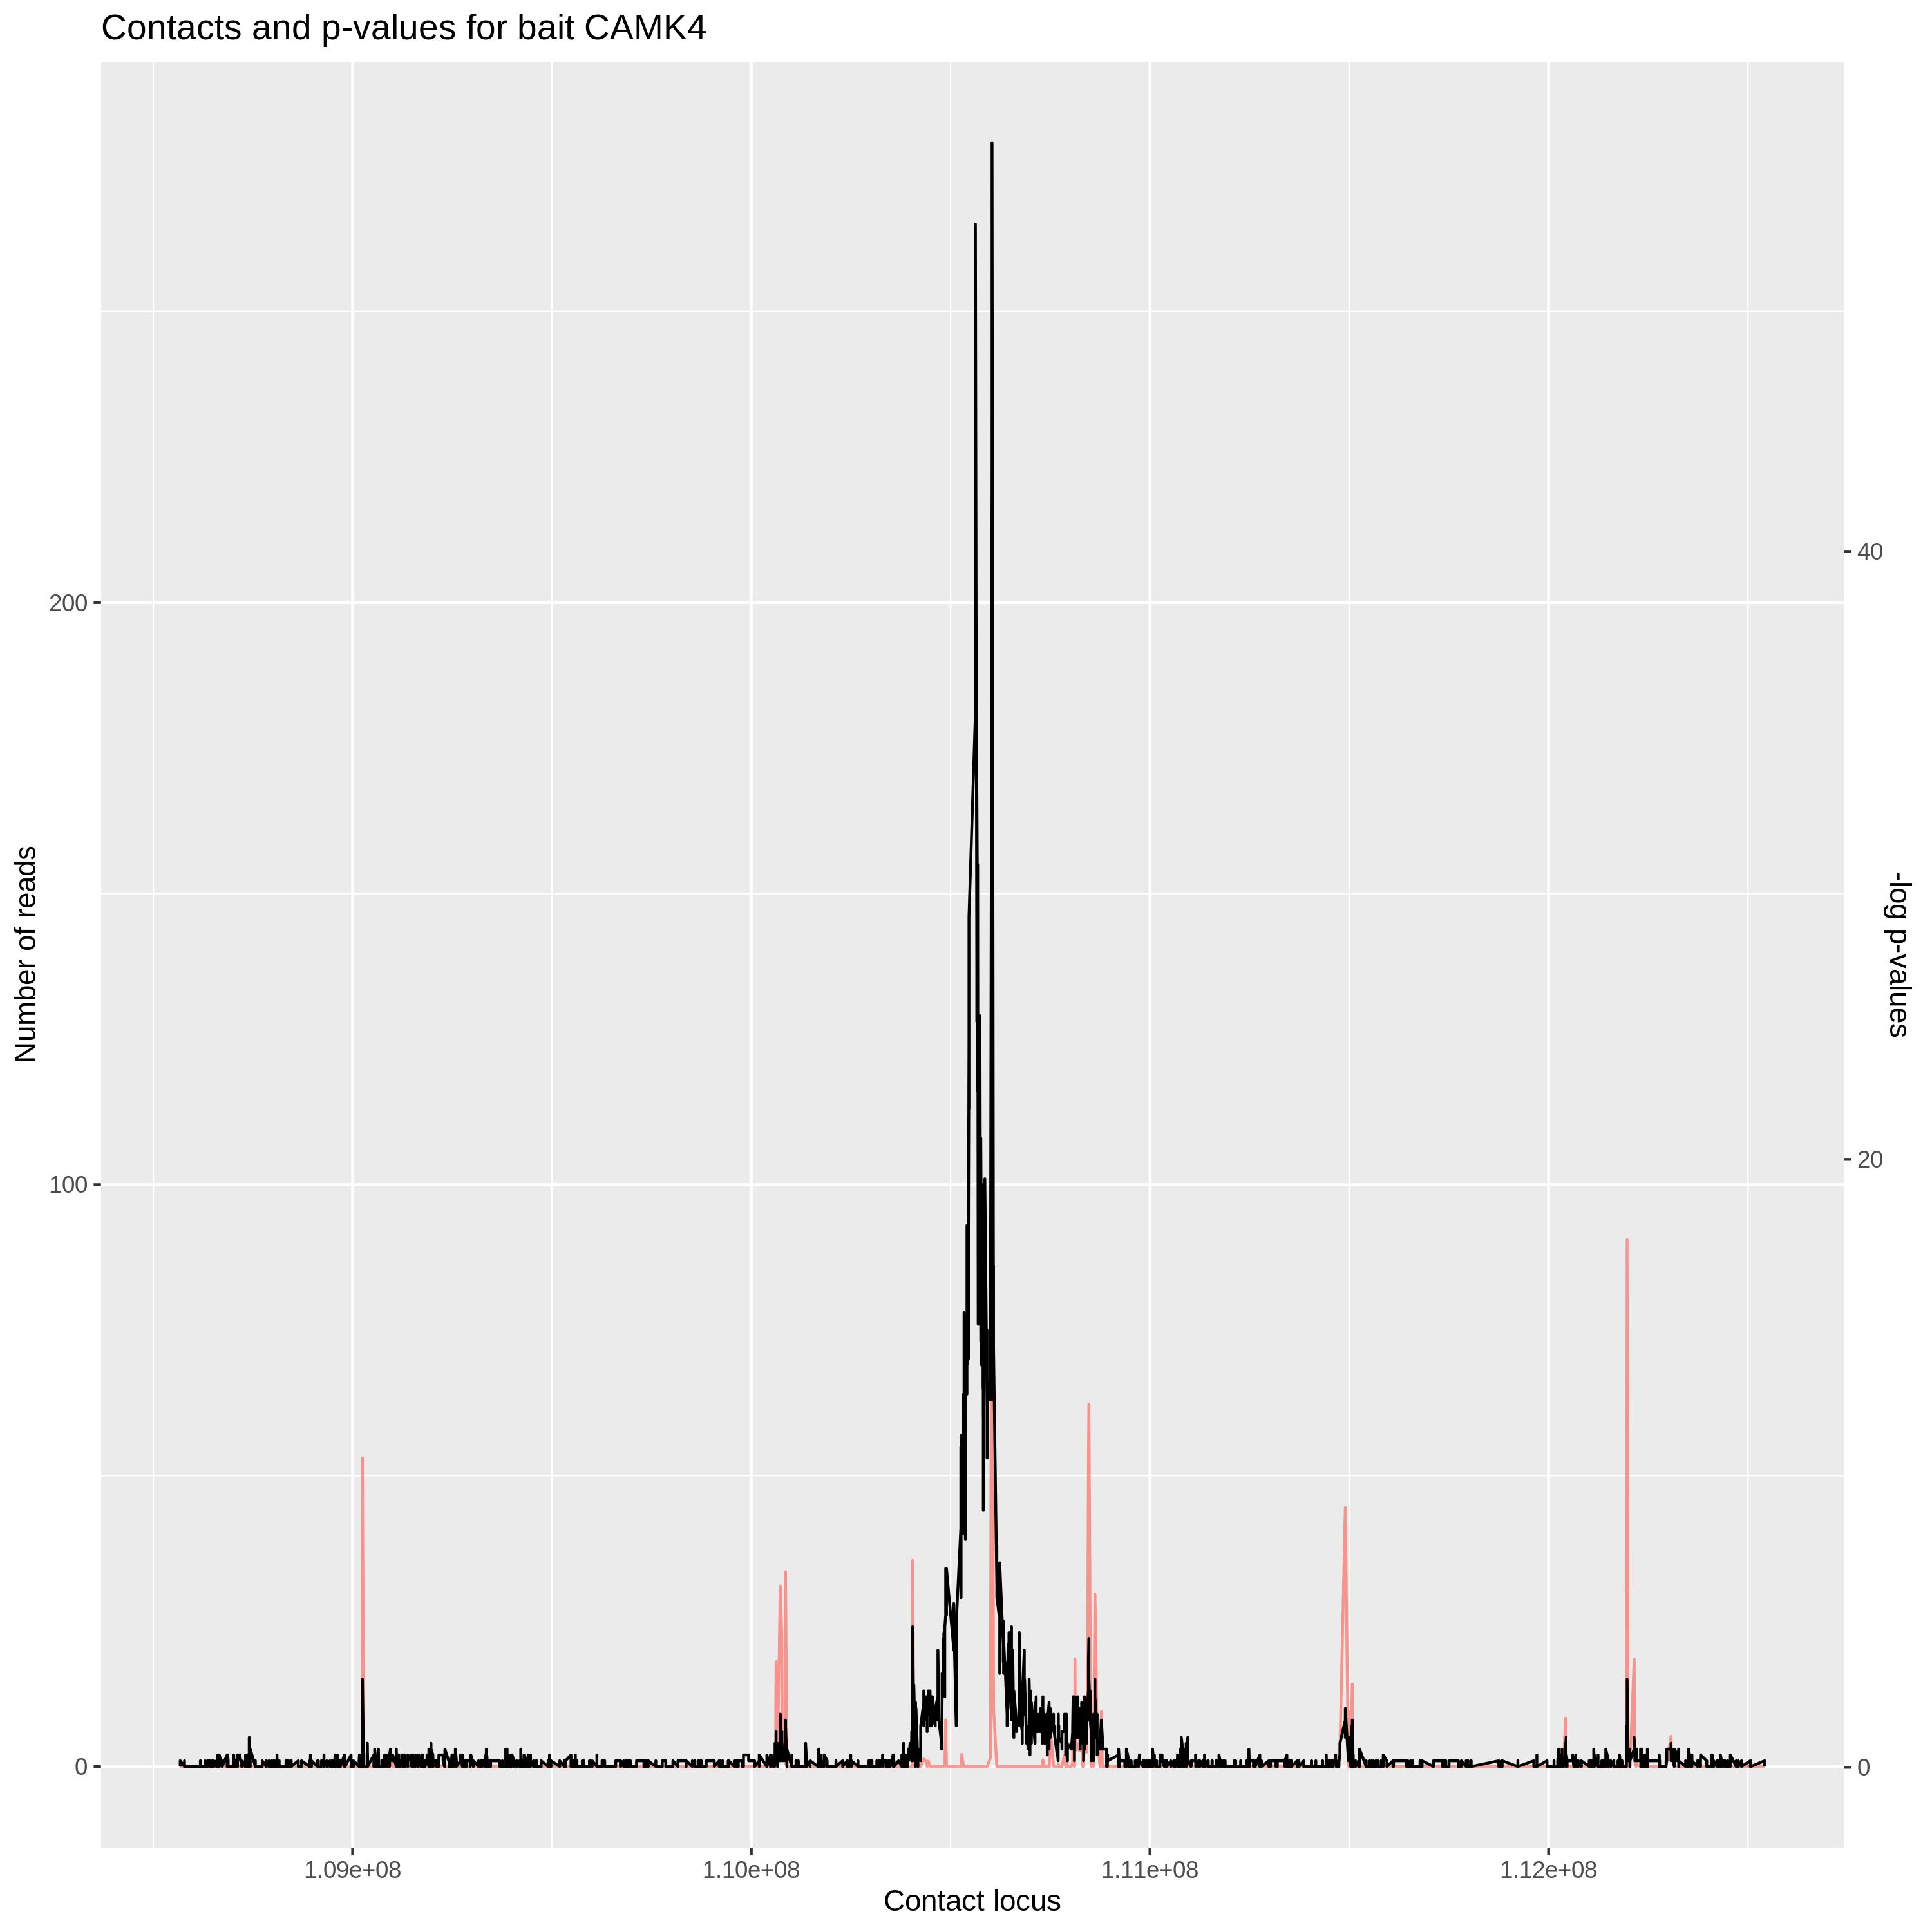 Contacts and p-values for bait CAMK4
Number of reads
200
100
0
40
20
0
-log p-values
1.09e+08
1.10e+08
1.11e+08
1.12e+08
Contact locus